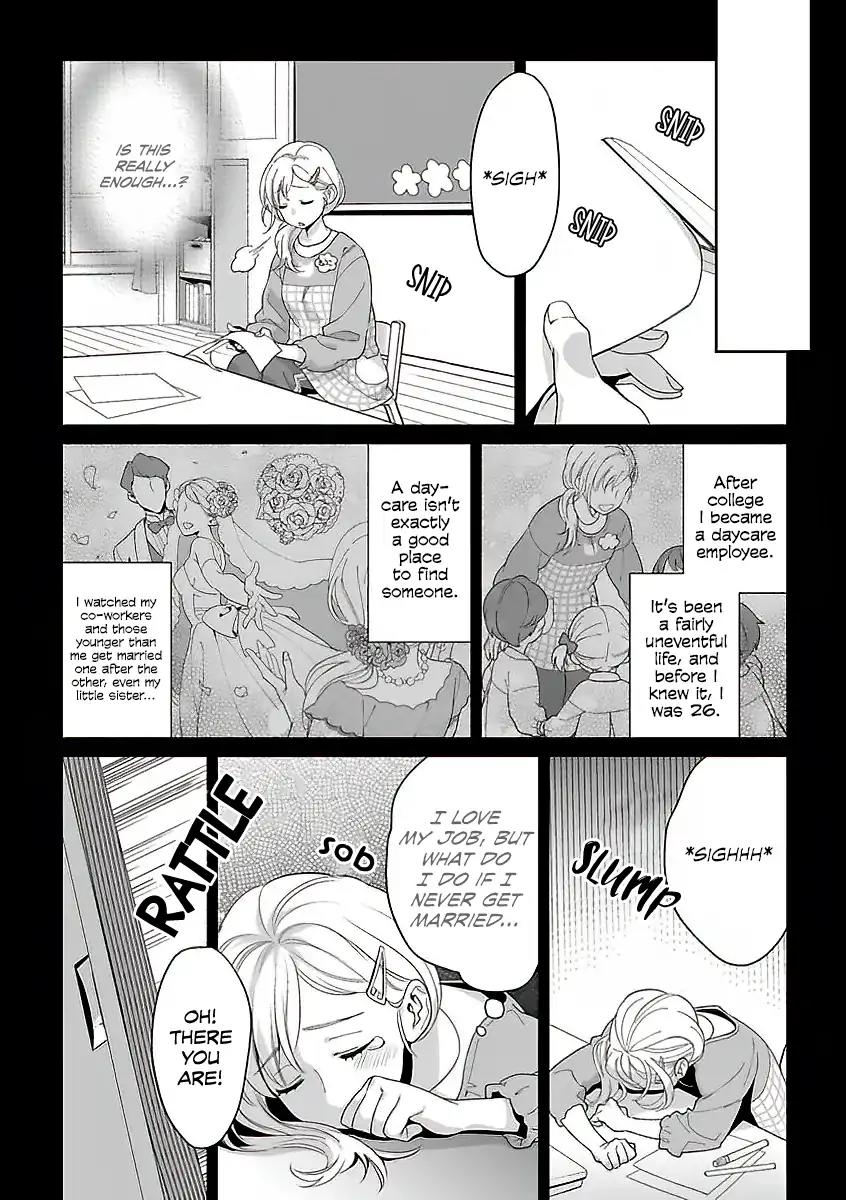 SNIP
SNIP
*SIGH*
SNIP
IS THIS
REALLY
ENOUGH...?
After
college
I became
a daycare
employee.
It's been
a fairly
uneventful
life, and before
I knew it, I
was 26.
A day-
care isn't
exactly
a good
place
to find
someone.
I watched my
co-workers
and those
younger than
me get married
one after the
other, even my
little sister...
*SIGHHH*
SLUMP
I LOVE
MY JOB, BUT
WHAT DO
I DO IF I
NEVER GET
MARRIED...
SOB
RATTLE
OH!
THERE
YOU
ARE!